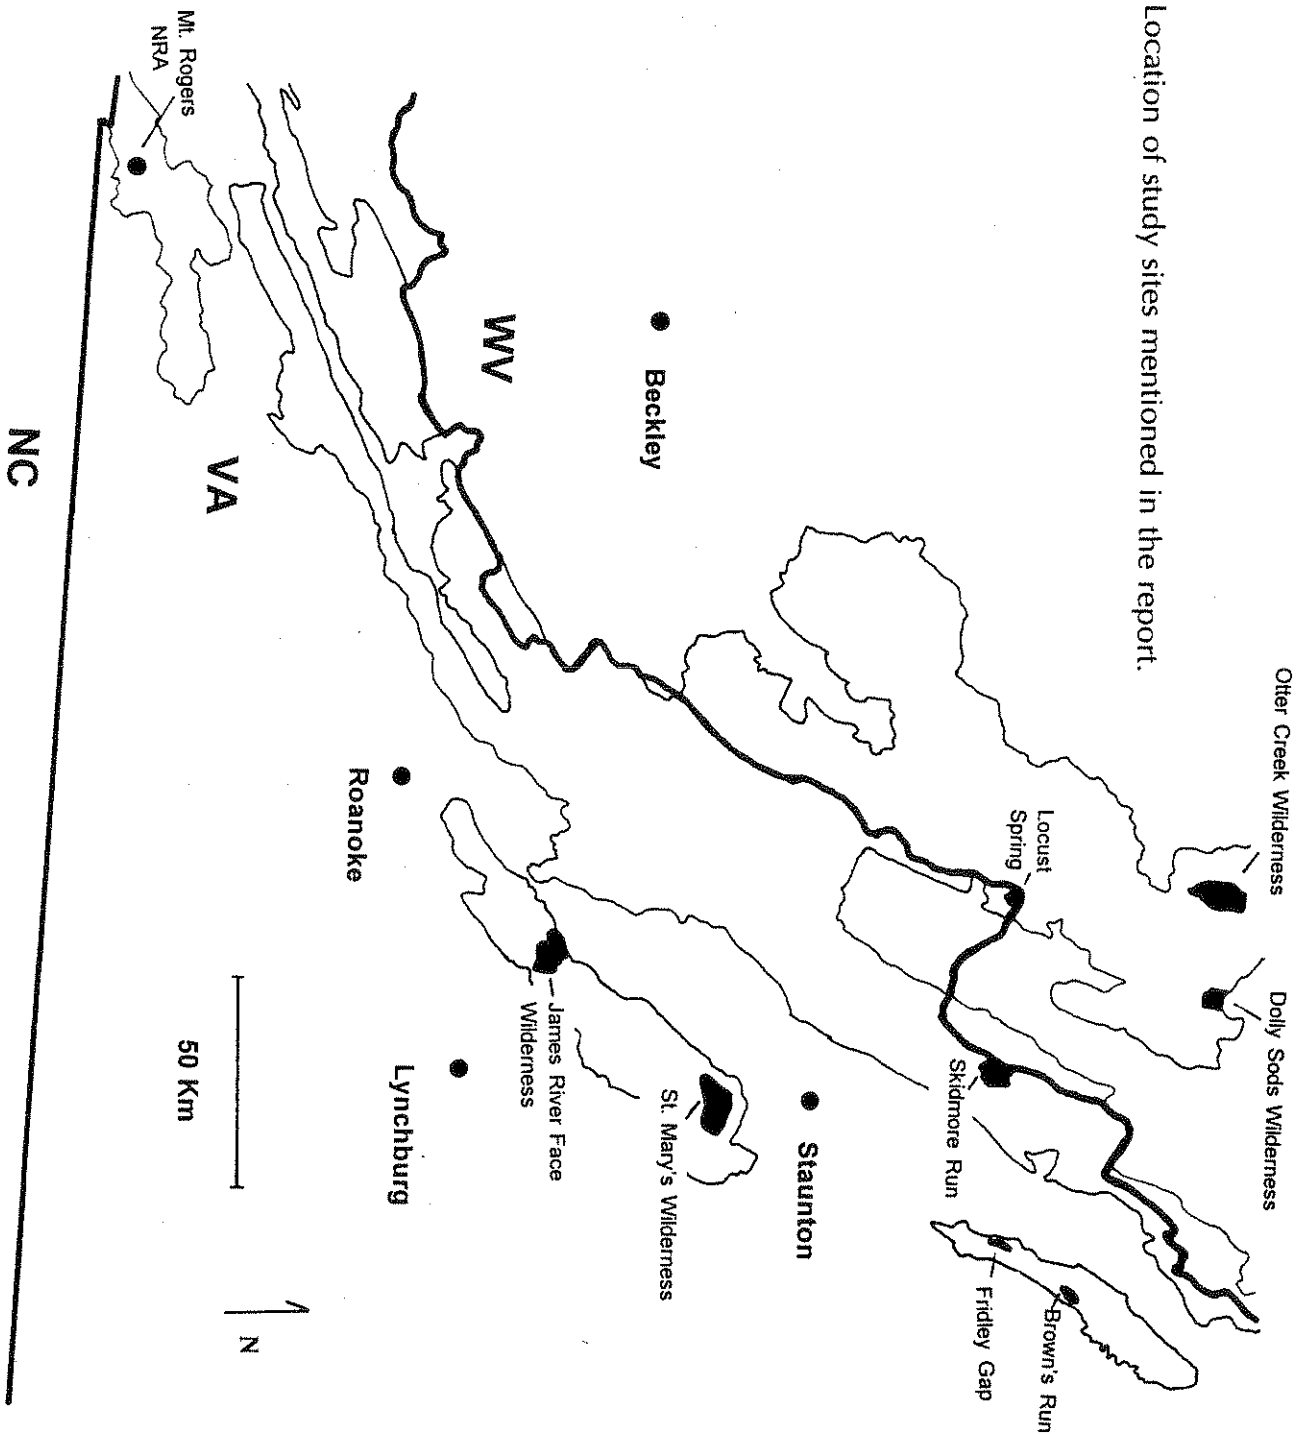 Location of study sites mentioned in the report.
Otter Creek Wilderness
Dolly Sods Wilderness
Locust
Spring
Skidmore Run
Brown's Run
Fridley Gap
Staunton
St. Mary's Wilderness
James River Face
Wilderness
Beckley
WV
Roanoke
Lynchburg
Mt. Rogers
NRA
VA
50 Km
N
NC